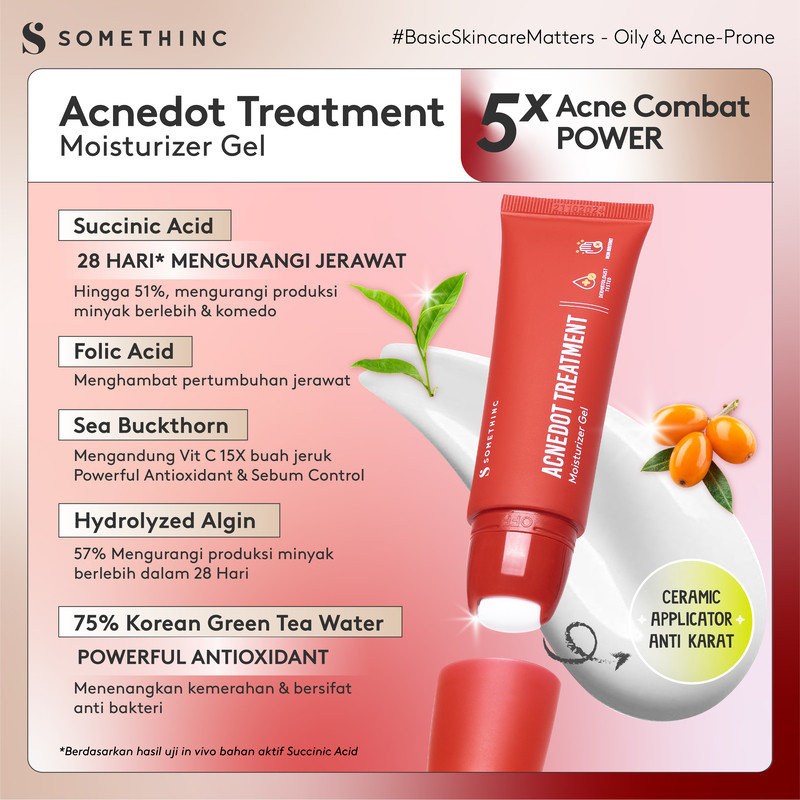 SOMETHINC
#BasicSkincareMatters - Oily & Acne-Prone
Acnedot Treatment
Moisturizer Gel
5X Acne Combat
POWER
Succinic Acid
28 HARI* MENGURANGI JERAWAT
Hingga 51%, mengurangi produksi
minyak berlebih & komedo
Folic Acid
Menghambat pertumbuhan jerawat
Sea Buckthorn
Mengandung Vit C 15X buah jeruk
Powerful Antioxidant & Sebum Control
Hydrolyzed Algin
57% Mengurangi produksi minyak
berlebih dalam 28 Hari
75% Korean Green Tea Water
POWERFUL ANTIOXIDANT
Menenangkan kemerahan & bersifat
anti bakteri
*Berdasarkan hasil uji in vivo bahan aktif Succinic Acid
DERMATOLOGIST
TESTED
ACNEDOT TREATMENT
Moisturizer Gel
SOMETHINC
CERAMIC
APPLICATOR
ANTI KARAT